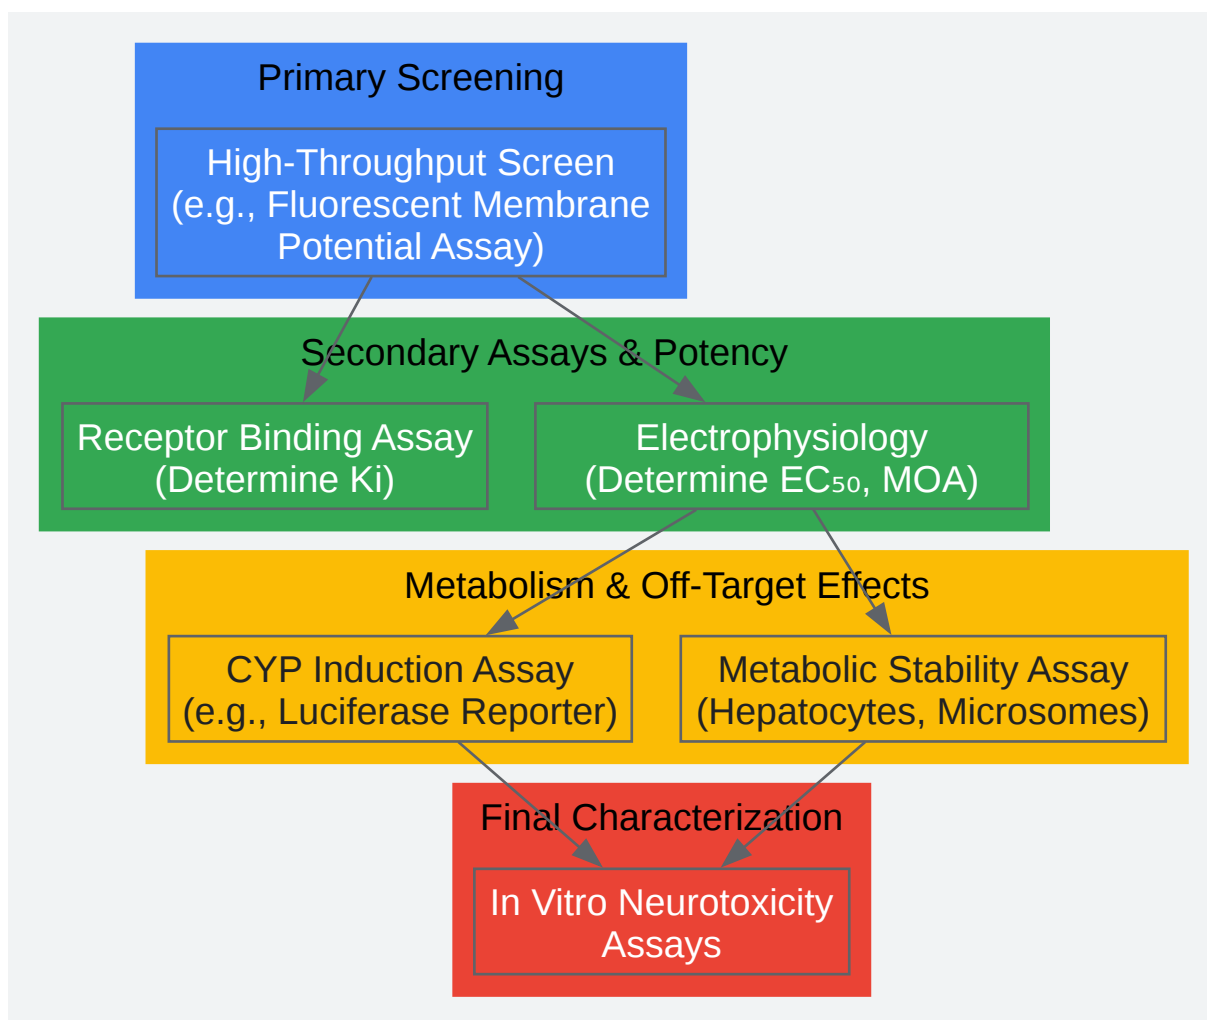 Primary Screening
High-Throughput Screen
(e.g., Fluorescent Membrane
Potential Assay)
Secondary Assays & Potency
Receptor Binding Assay
(Determine Ki)
Electrophysiology
(Determine EC₅₀, MOA)
Metabolism & Off-Target Effects
CYP Induction Assay
(e.g., Luciferase Reporter)
Metabolic Stability Assay
(Hepatocytes, Microsomes)
Final Characterization
In Vitro Neurotoxicity
Assays